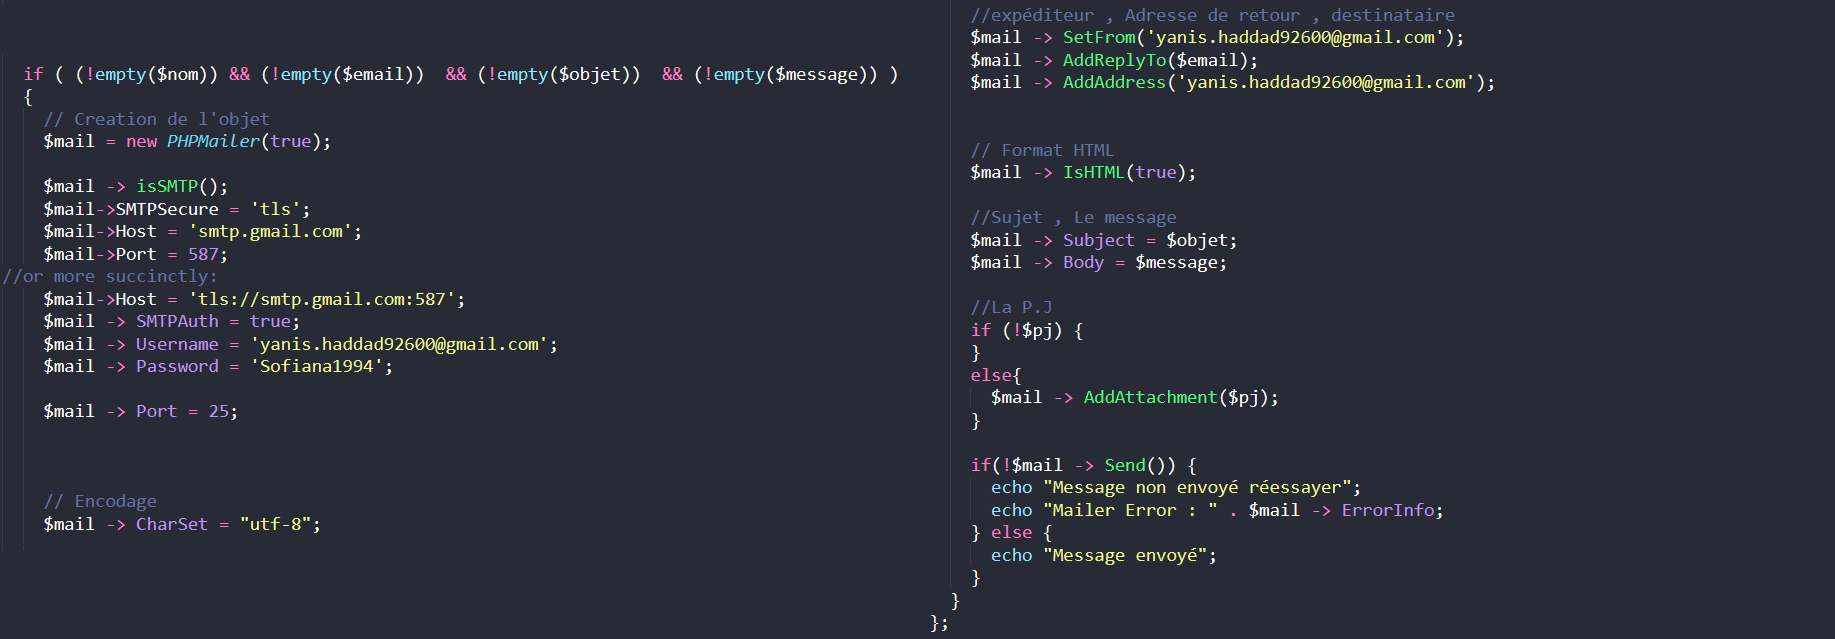 if ( (!empty($nom)) && (!empty($email))  && (!empty($objet))  && (!empty($message)) )
{
// Creation de l'objet
$mail = new PHPMailer(true);
$mail -> isSMTP();
$mail->SMTPSecure = 'tls';
$mail->Host = 'smtp.gmail.com';
$mail->Port = 587;
//or more succinctly:
$mail->Host = 'tls://smtp.gmail.com:587';
$mail -> SMTPAuth = true;
$mail -> Username = 'yanis.haddad92600@gmail.com';
$mail -> Password = 'Sofiana1994';
$mail -> Port = 25;
// Encodage
$mail -> CharSet = "utf-8";
//expéditeur , Adresse de retour , destinataire
$mail -> SetFrom('yanis.haddad92600@gmail.com');
$mail -> AddReplyTo($email);
$mail -> AddAddress('yanis.haddad92600@gmail.com');
// Format HTML
$mail -> IsHTML(true);
//Sujet , Le message
$mail -> Subject = $objet;
$mail -> Body = $message;
//La P.J
if (!$pj) {
}
else{
$mail -> AddAttachment($pj);
}
if(!$mail -> Send()) {
echo "Message non envoyé réessayer";
echo "Mailer Error : " . $mail -> ErrorInfo;
} else {
echo "Message envoyé";
}
}
};